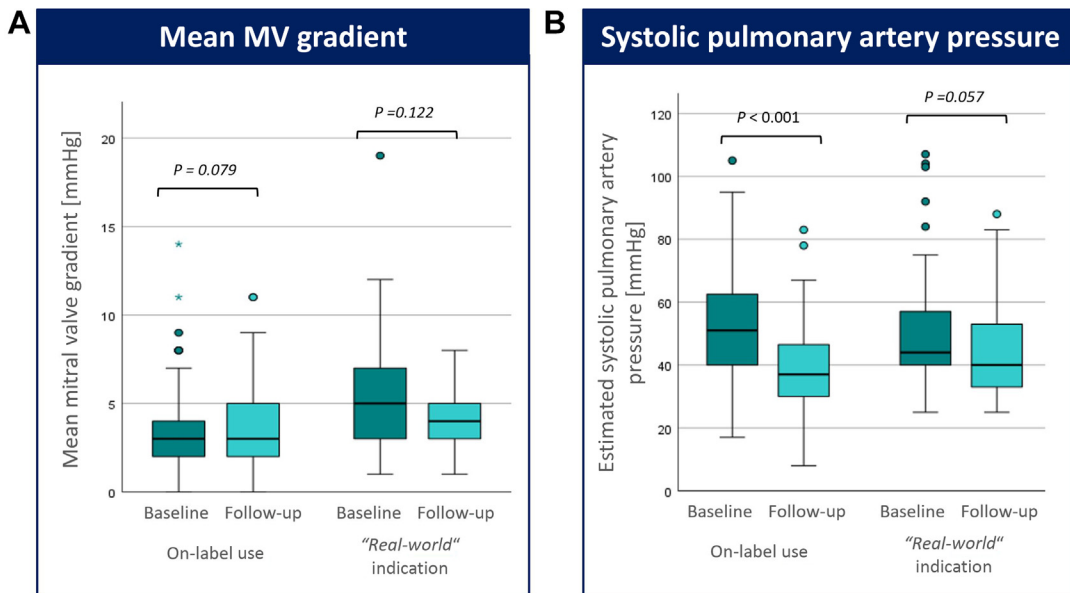 A
Mean MV gradient
Mean mitral valve gradient [mmHg]
20
15
10
5
0
P = 0.079
P =0.122
Baseline
Follow-up
Baseline
Follow-up
On-label use
“Real-world“
indication
B
Systolic pulmonary artery pressure
Estimated systolic pulmonary artery
pressure [mmHg]
120
100
80
60
40
20
0
P < 0.001
P =0.057
Baseline
Follow-up
Baseline
Follow-up
On-label use
“Real-world“
indication